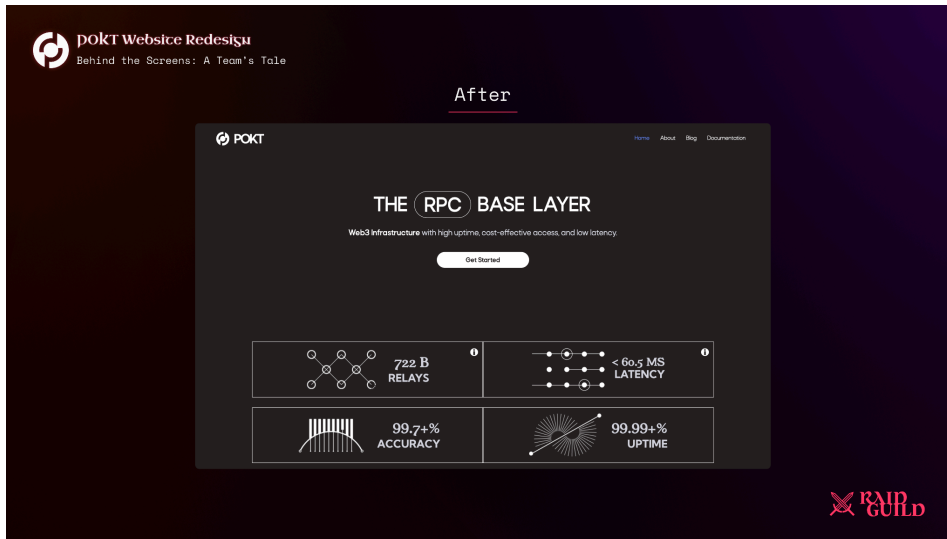 POKT Website Redesign
Behind the Screens: A Team's Tale
After
POKT
Home About Blog Documentation
THE RPC BASE LAYER
Web3 Infrastructure with high uptime, cost-effective access, and low latency.
Get Started
722 B
RELAYS
< 60.5 MS
LATENCY
99.7+%
ACCURACY
99.99+%
UPTIME
RAID
GUILD